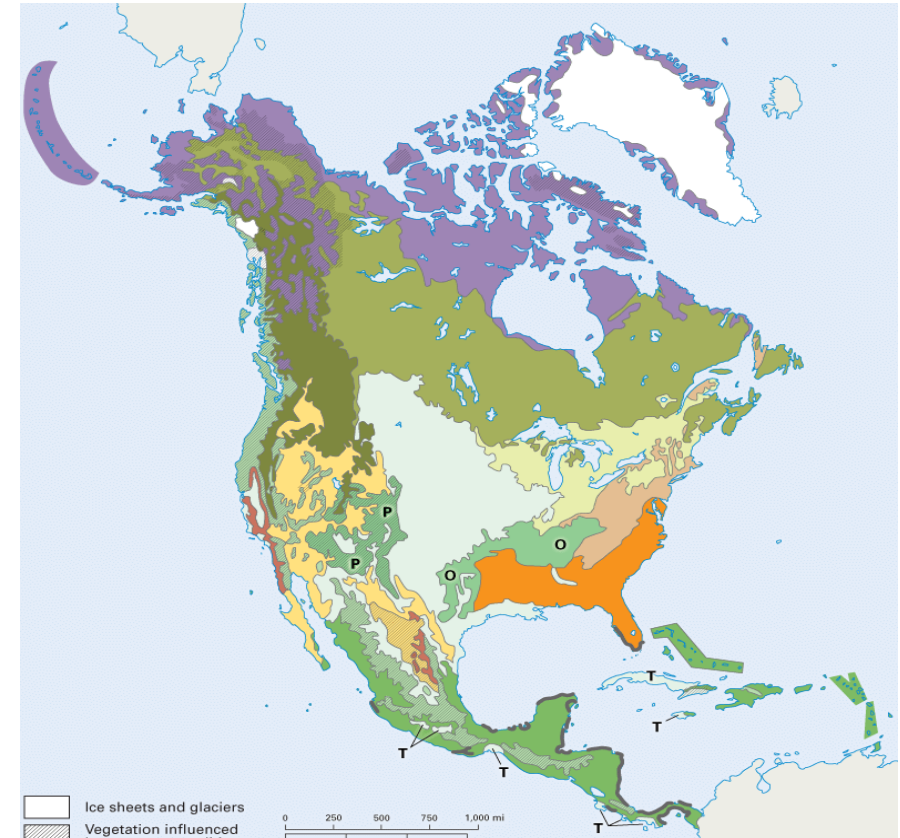 P
P
O
O
T
T
T
T
T
Ice sheets and glaciers
Vegetation influenced
0 250 500 750 1,000 mi